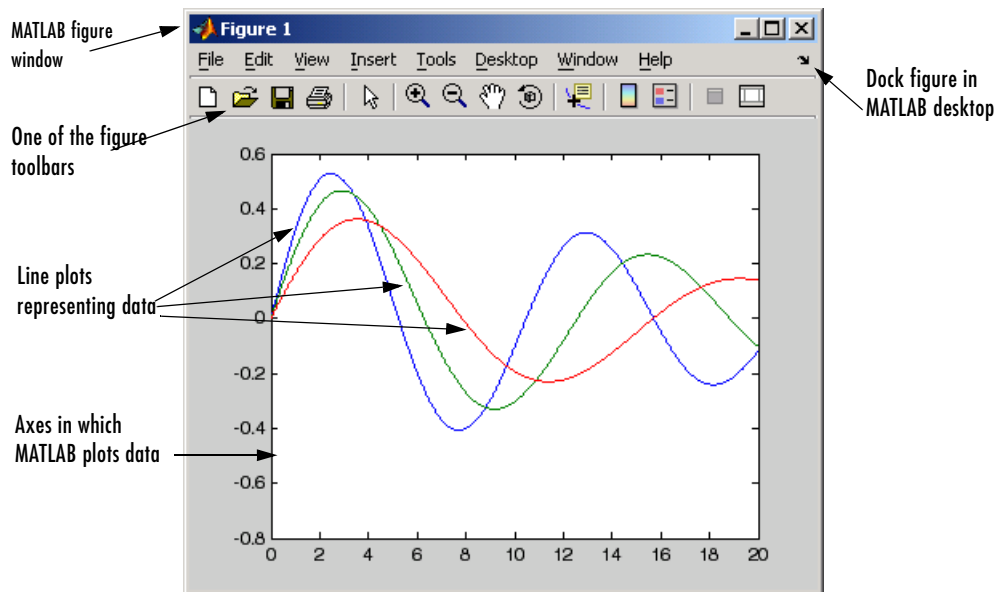 MATLAB figure
window
Figure 1
File Edit View Insert Tools Desktop Window Help
Dock figure in
MATLAB desktop
One of the figure
toolbars
Line plots
representing data
Axes in which
MATLAB plots data
0.6
0.4
0.2
0
-0.2
-0.4
-0.6
-0.8
0 2 4 6 8 10 12 14 16 18 20